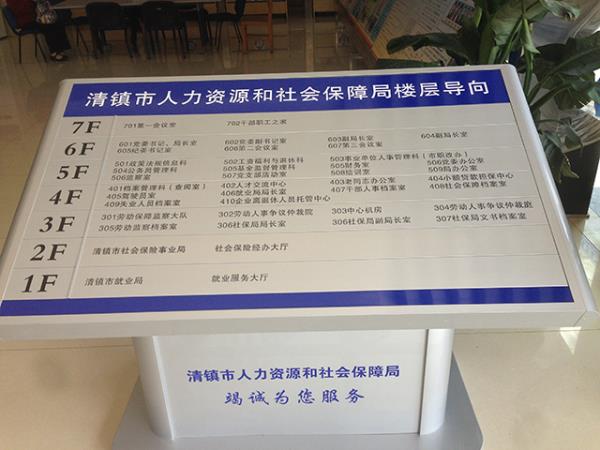 清镇市人力资源和社会保障局楼层导向
7F 701第一会议室 702干部职工之家
6F 601党委书记、局长室 602党委副书记室 603副局长室 604副局长室
605纪委书记室 606第二会议室 607第三会议室
5F 501政策法规信息科 502工资福利与退休科 503事业单位人事管理科（市职改办） 506党委办公室
504公务员管理科 505基金监督管理科 505财务室 509局办公室
506监察室 507党支部活动室 508培训室
4F 401档案管理科（查阅室） 402人才交流中心 403老同志办公室 404小额贷款担保中心
405驾驶员室 406就业局局长室 407干部人事档案室 408社会保障档案室
409失业人员档案室 410企业离退休人员托管中心
3F 301劳动保障监察大队 302劳动人事争议仲裁院 303中心机房 304劳动人事争议仲裁庭
305劳动监察档案室 306社保局局长室 306社保局副局长室 307社保局文书档案室
2F 清镇市社会保险事业局 社会保险经办大厅
1F 清镇市就业局 就业服务大厅
清镇市人力资源和社会保障局
竭诚为您服务